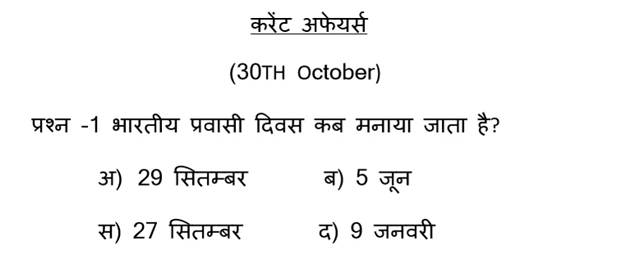 करेंट अफेयर्स
(30TH October)
प्रश्न -1 भारतीय प्रवासी दिवस कब मनाया जाता है?
अ) 29 सितम्बर ब) 5 जून
स) 27 सितम्बर द) 9 जनवरी